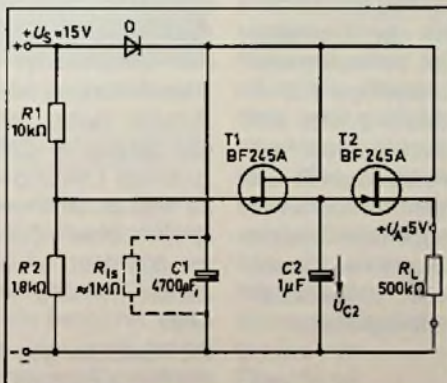 + U_S=15V
D
+
R1
10kΩ
T1
BF245A
T2
BF245A
+U_A=5V
R2
1,8kΩ
R_is
≈1MΩ
C1
4700µF
C2
1µF
U_C2
R_L
500kΩ
-